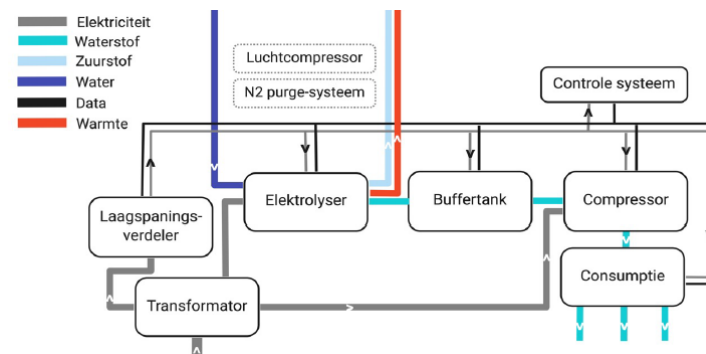 Elektriciteit
Waterstof
Zuurstof
Water
Data
Warmte
Luchtcompressor
N2 purge-systeem
Controle systeem
Laagspanings-
verdeler
Elektrolyser
Buffertank
Compressor
Transformator
Consumptie